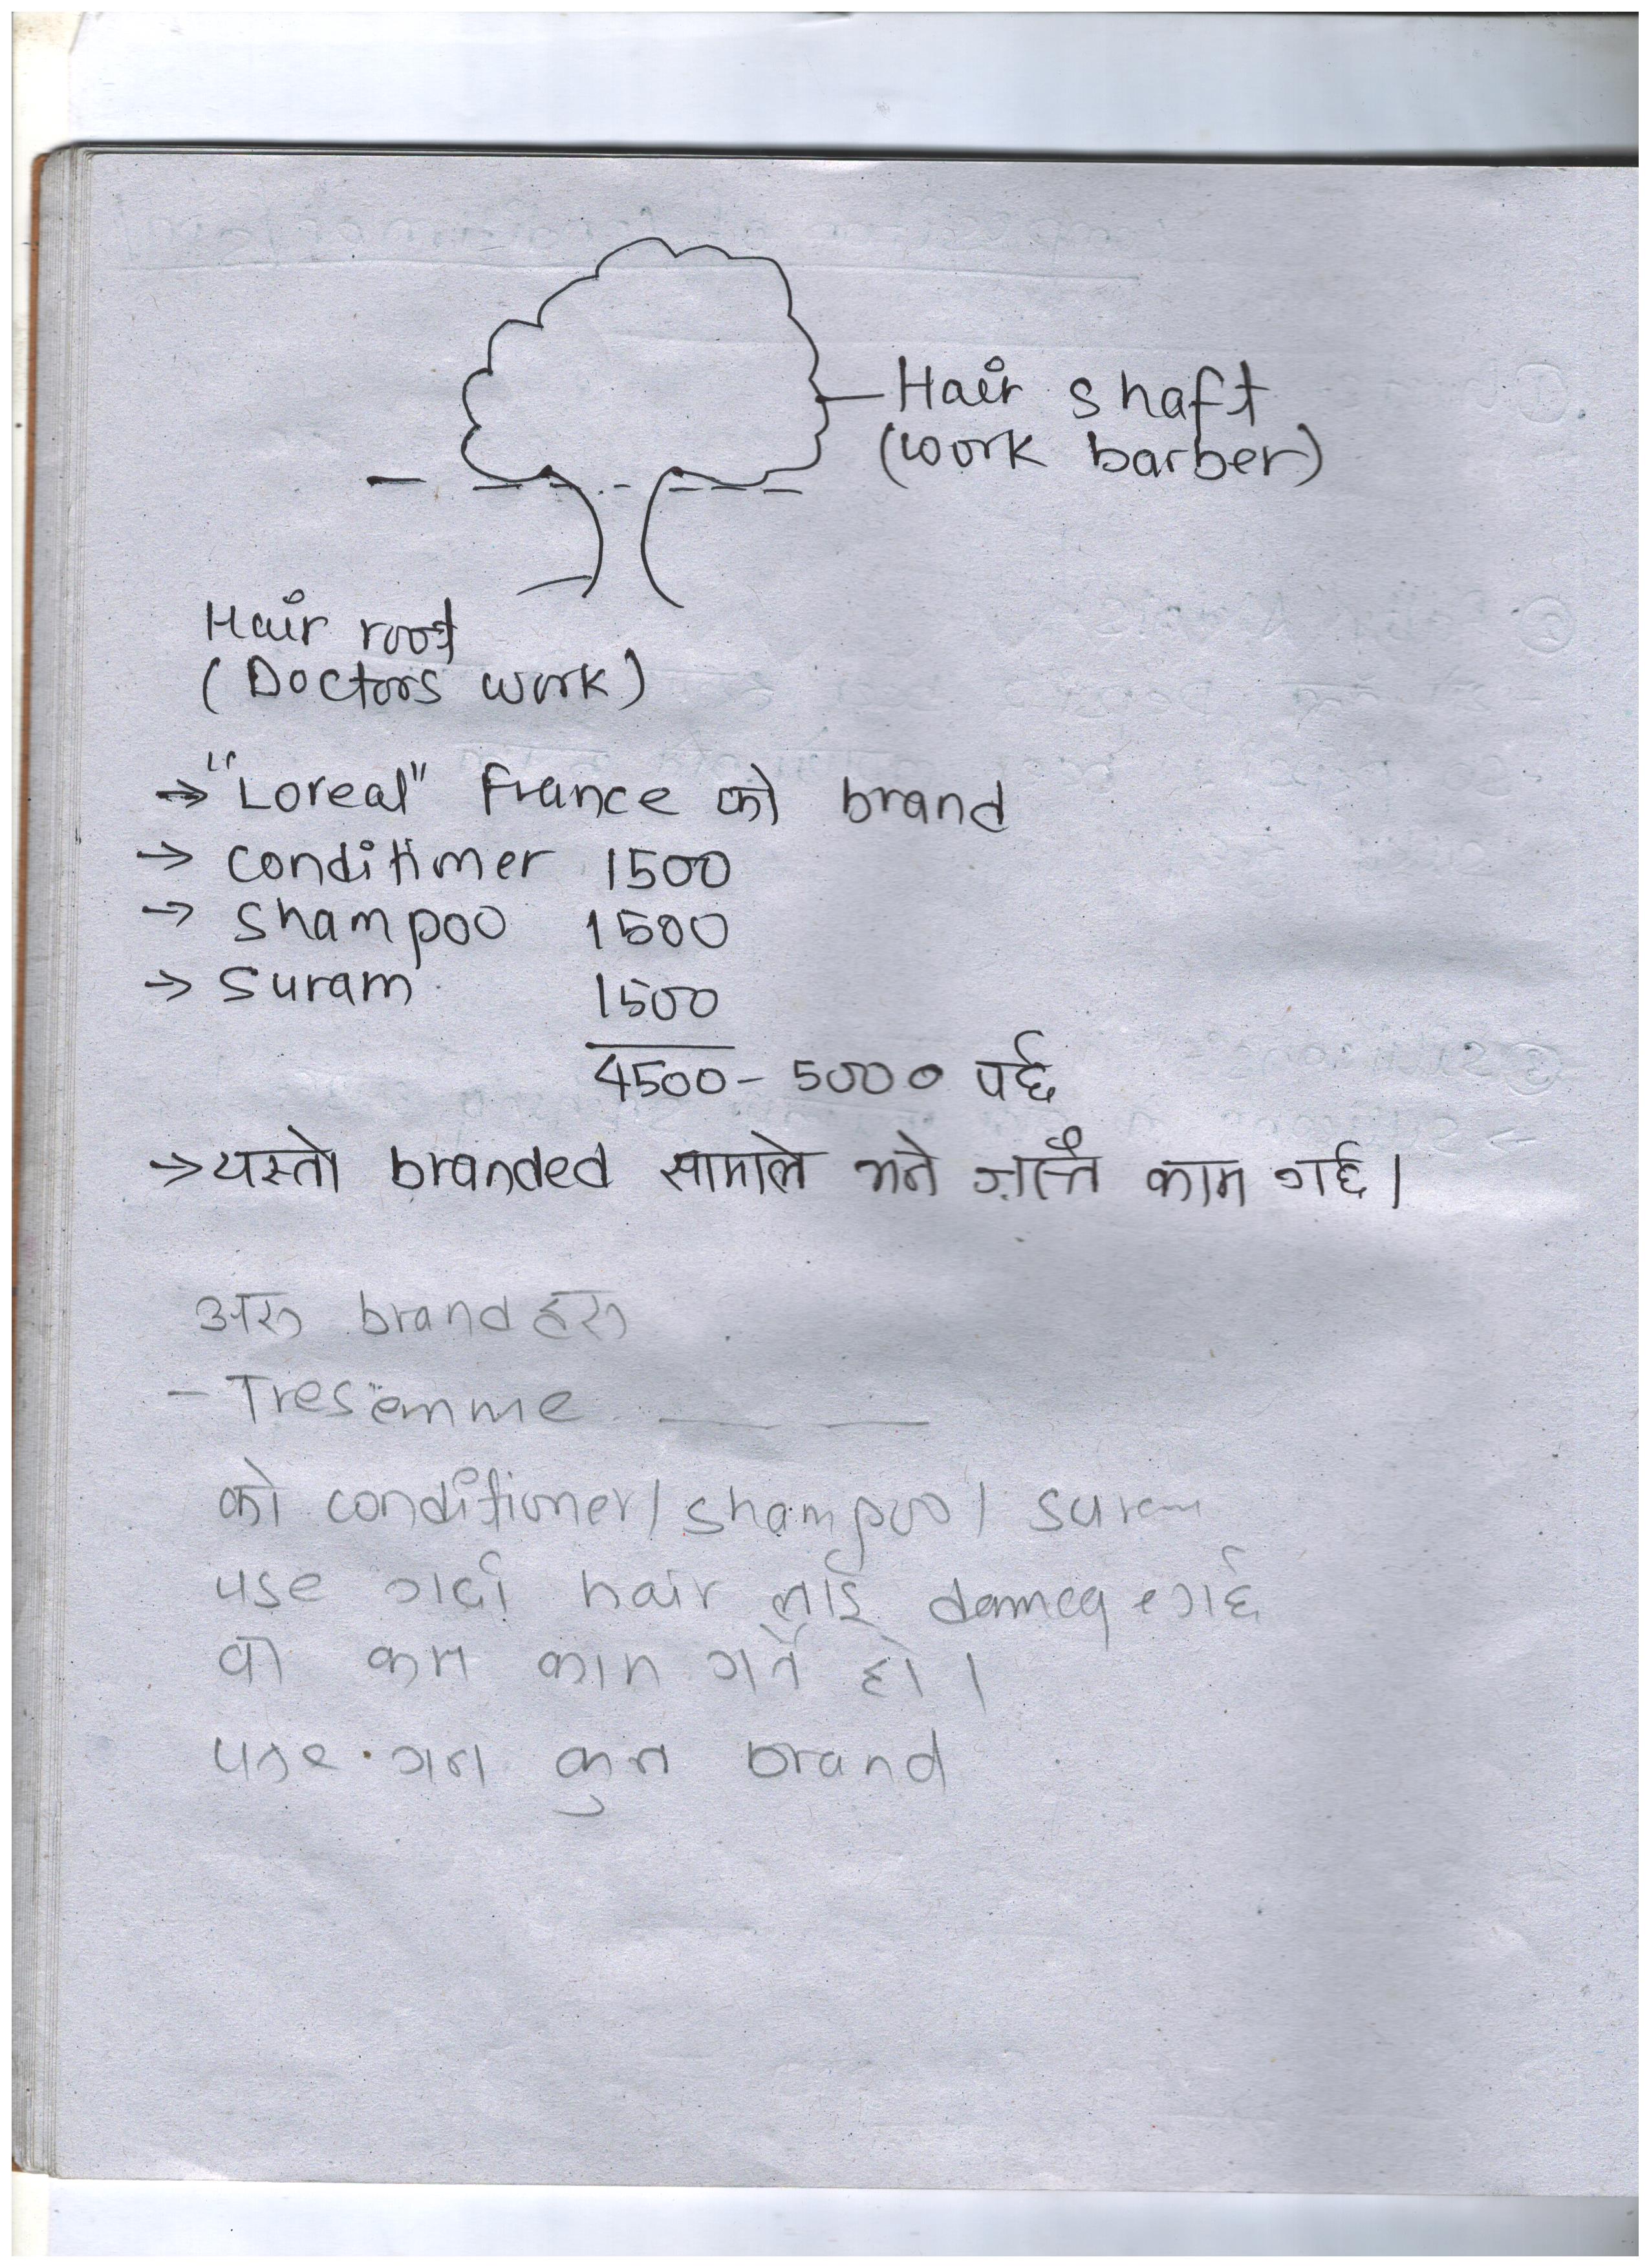 Hair shaft
(work barber)
Hair root
(Doctors work)
→ "Loreal" France को brand
→ conditimer 1500
→ shampoo 1500
→ suram 1500
4500 - 5000 पर्छ
→ यस्तो branded सामाले भने राम्रै काम गर्छ।
अरु brand हरु
- Tresemme
को conditioner / shampoo / suram
use गर्दा hair लाई damage गर्छ
वा कम काम गर्ने हो।
use गर्न कुन brand